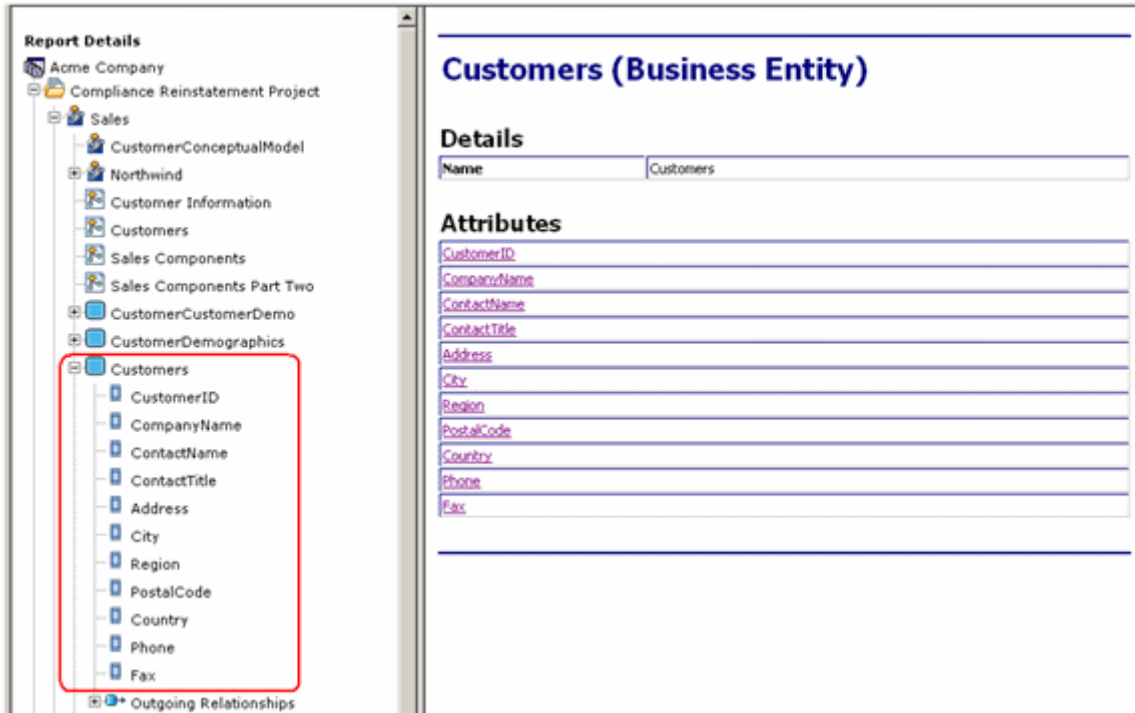 Report Details
Acme Company
Compliance Reinstatement Project
Sales
CustomerConceptualModel
Northwind
Customer Information
Customers
Sales Components
Sales Components Part Two
CustomerCustomerDemo
CustomerDemographics
Customers
CustomerID
CompanyName
ContactName
ContactTitle
Address
City
Region
PostalCode
Country
Phone
Fax
Outgoing Relationships
Customers (Business Entity)
Details
Name Customers
Attributes
CustomerID
CompanyName
ContactName
ContactTitle
Address
City
Region
PostalCode
Country
Phone
Fax